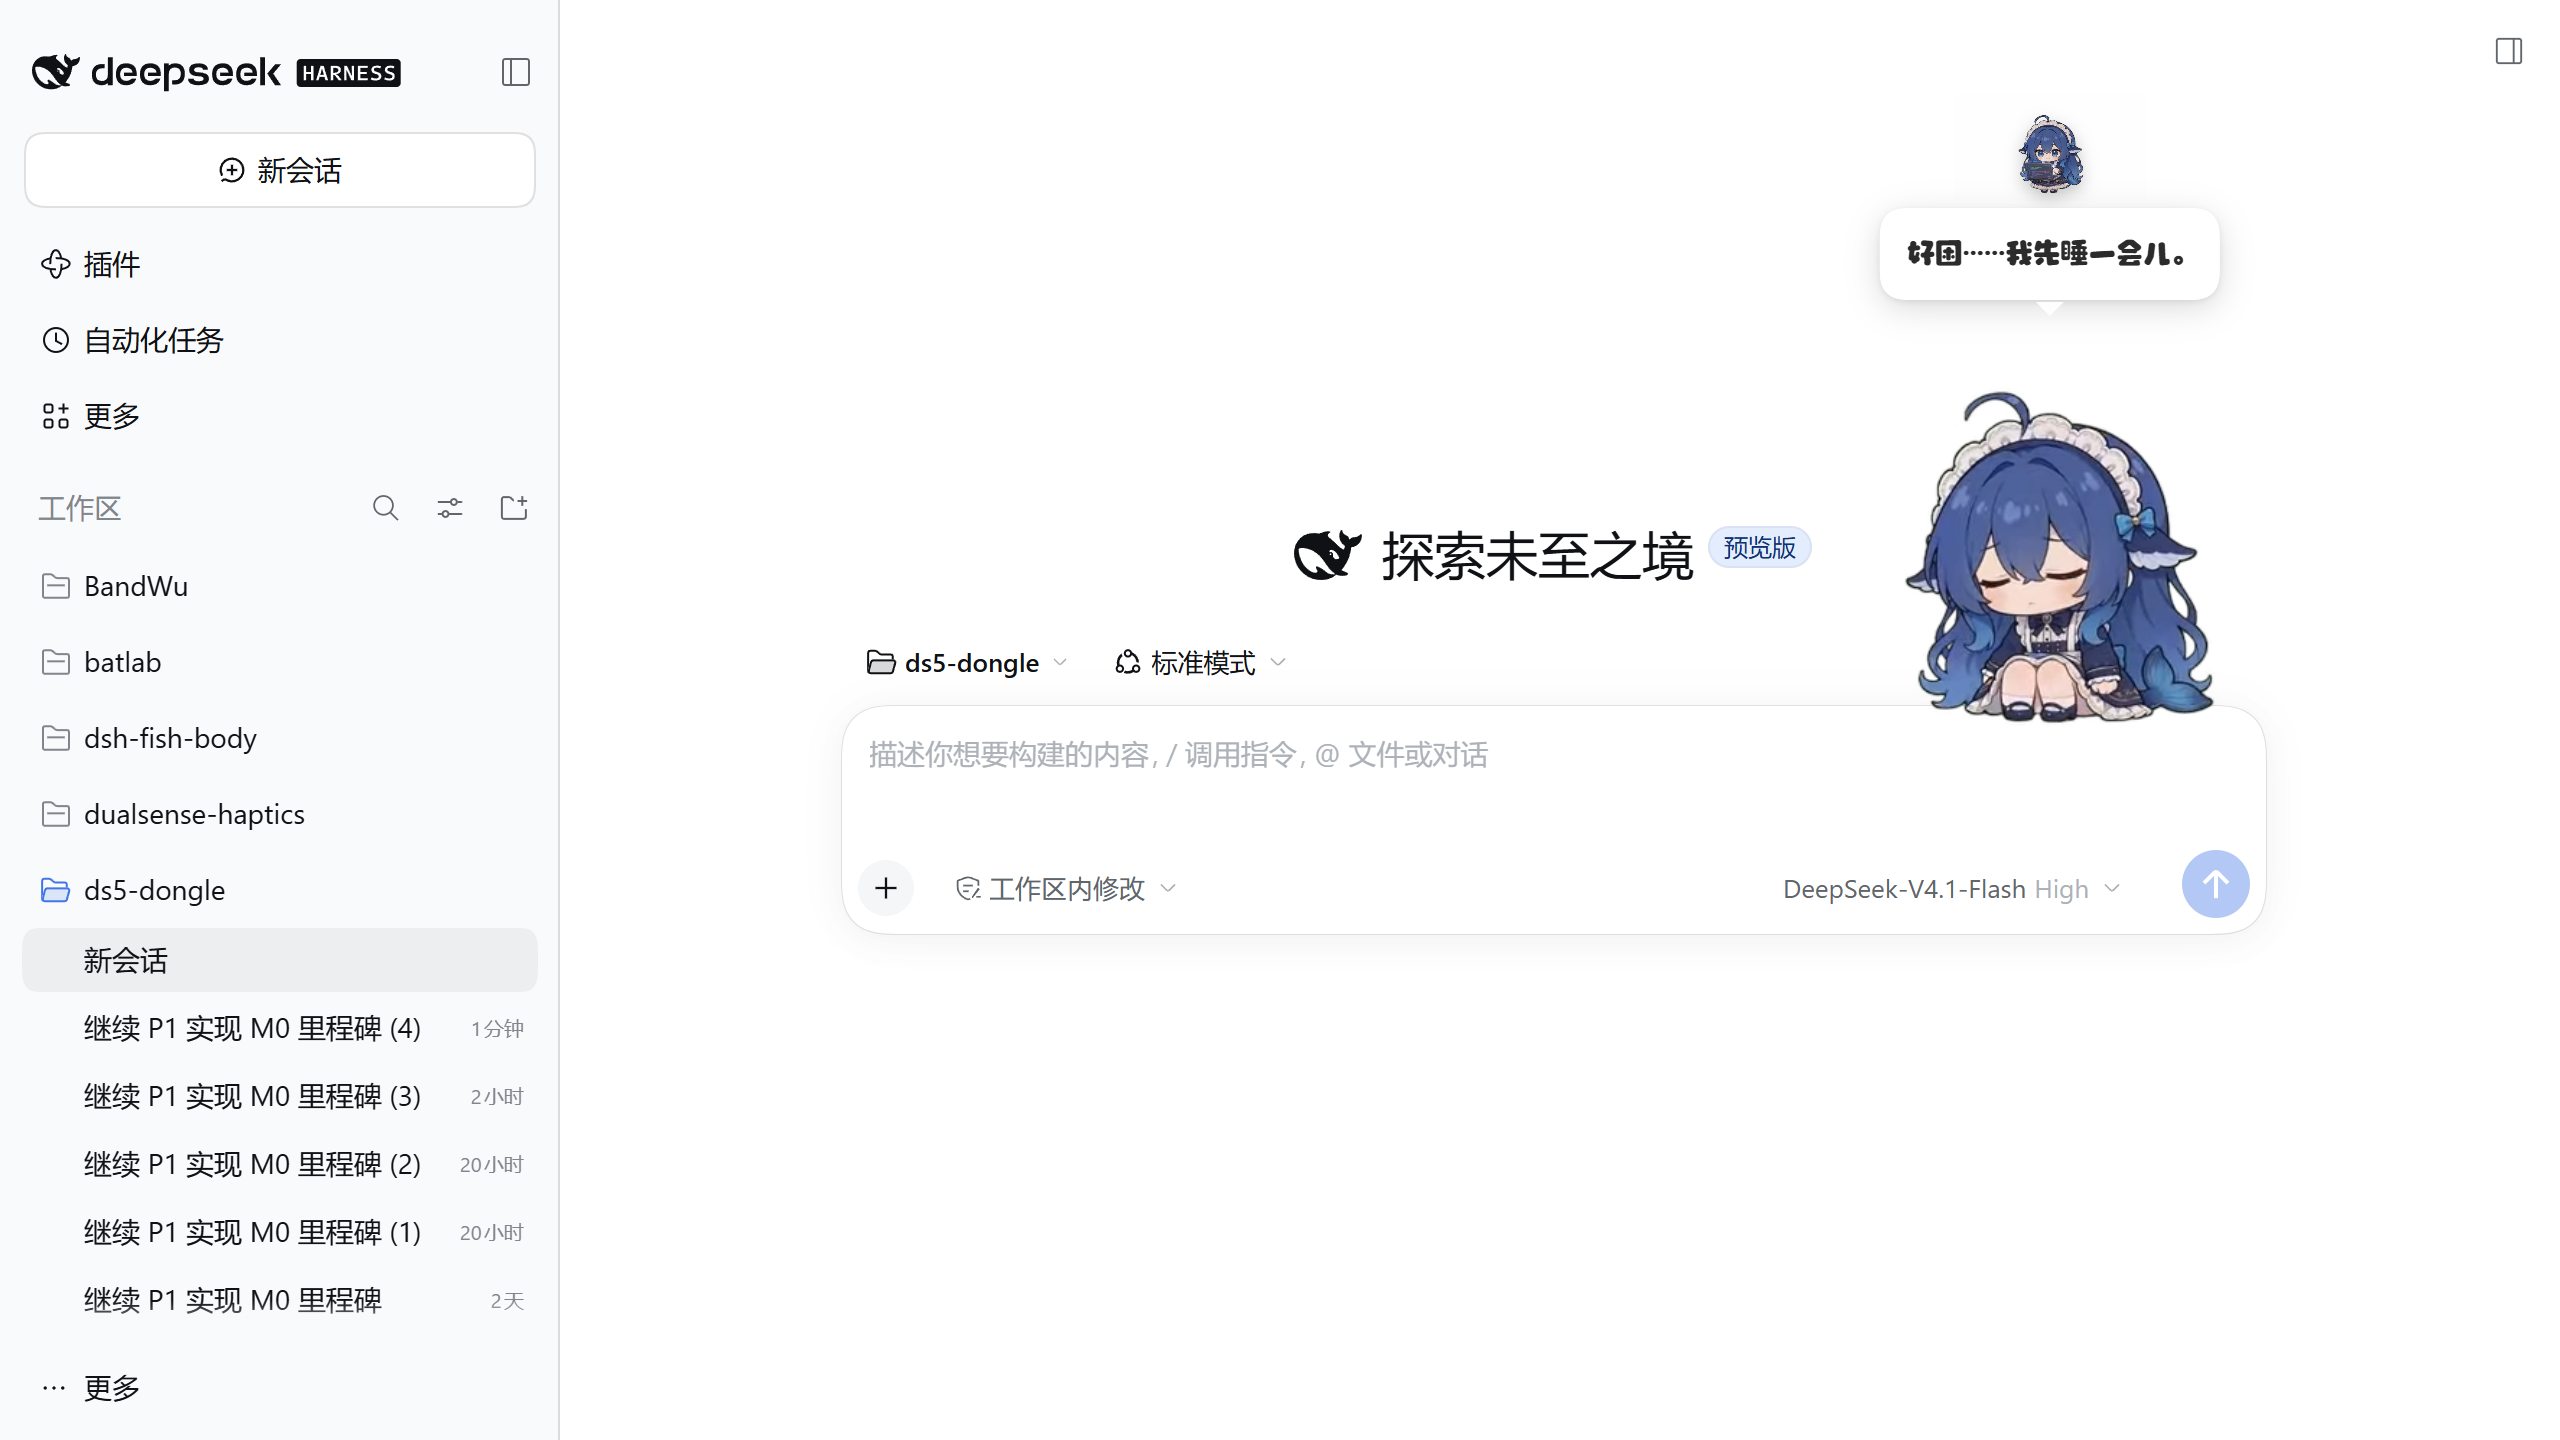 deepseek HARNESS
新会话
插件
自动化任务
更多
工作区
BandWu
batlab
dsh-fish-body
dualsense-haptics
ds5-dongle
新会话
继续 P1 实现 M0 里程碑 (4) 1分钟
继续 P1 实现 M0 里程碑 (3) 2小时
继续 P1 实现 M0 里程碑 (2) 20小时
继续 P1 实现 M0 里程碑 (1) 20小时
继续 P1 实现 M0 里程碑 2天
更多
好困……我先睡一会儿。
探索未至之境 预览版
ds5-dongle 标准模式
描述你想要构建的内容, / 调用指令, @ 文件或对话
工作区内修改 DeepSeek-V4.1-Flash High